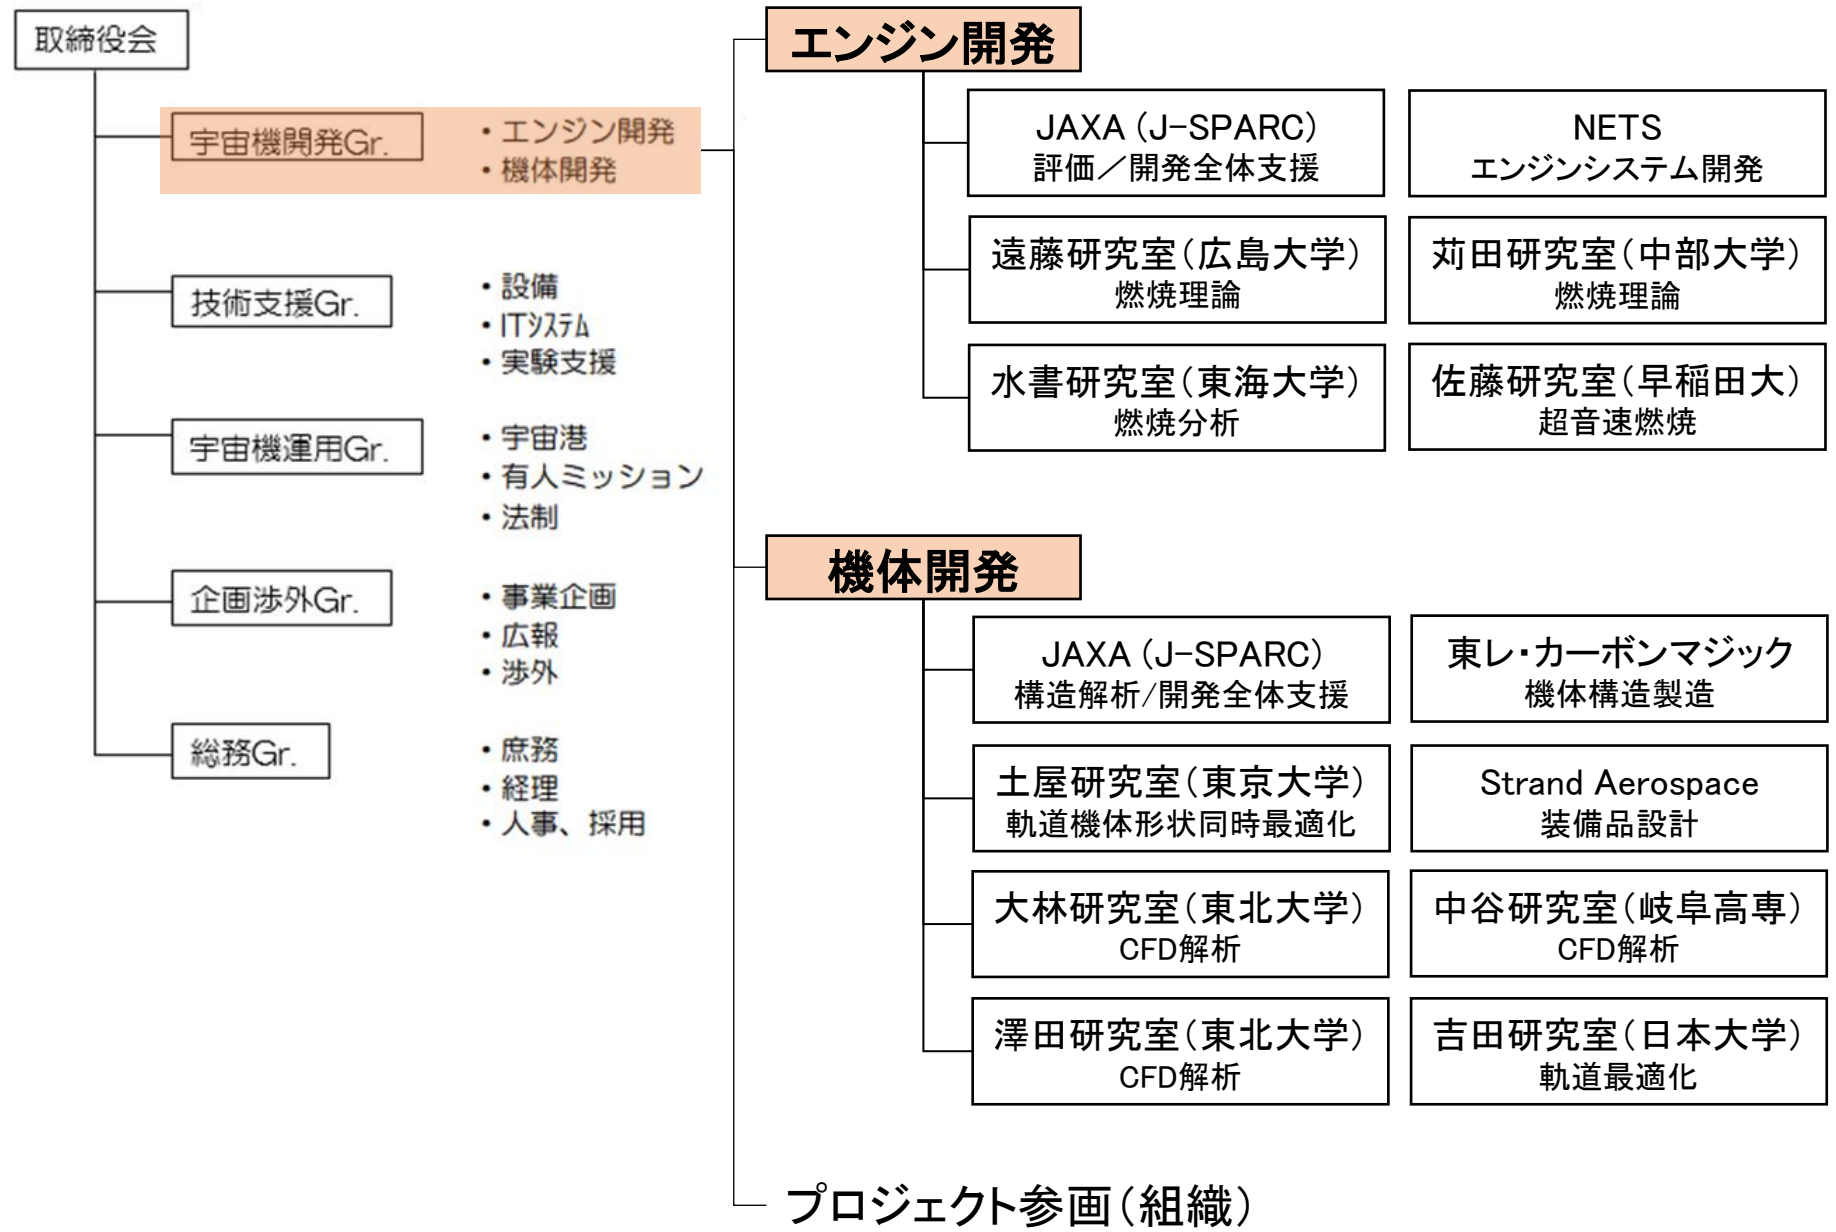 取締役会
宇宙機開発Gr.
・エンジン開発
・機体開発
技術支援Gr.
・設備
・ITｼｽﾃﾑ
・実験支援
宇宙機運用Gr.
・宇宙港
・有人ミッション
・法制
企画渉外Gr.
・事業企画
・広報
・渉外
総務Gr.
・庶務
・経理
・人事、採用
エンジン開発
JAXA（J-SPARC）
評価／開発全体支援
NETS
エンジンシステム開発
遠藤研究室（広島大学）
燃焼理論
苅田研究室（中部大学）
燃焼理論
水書研究室（東海大学）
燃焼分析
佐藤研究室（早稲田大）
超音速燃焼
機体開発
JAXA（J-SPARC）
構造解析/開発全体支援
東レ・カーボンマジック
機体構造製造
土屋研究室（東京大学）
軌道機体形状同時最適化
Strand Aerospace
装備品設計
大林研究室（東北大学）
CFD解析
中谷研究室（岐阜高専）
CFD解析
澤田研究室（東北大学）
CFD解析
吉田研究室（日本大学）
軌道最適化
プロジェクト参画（組織）